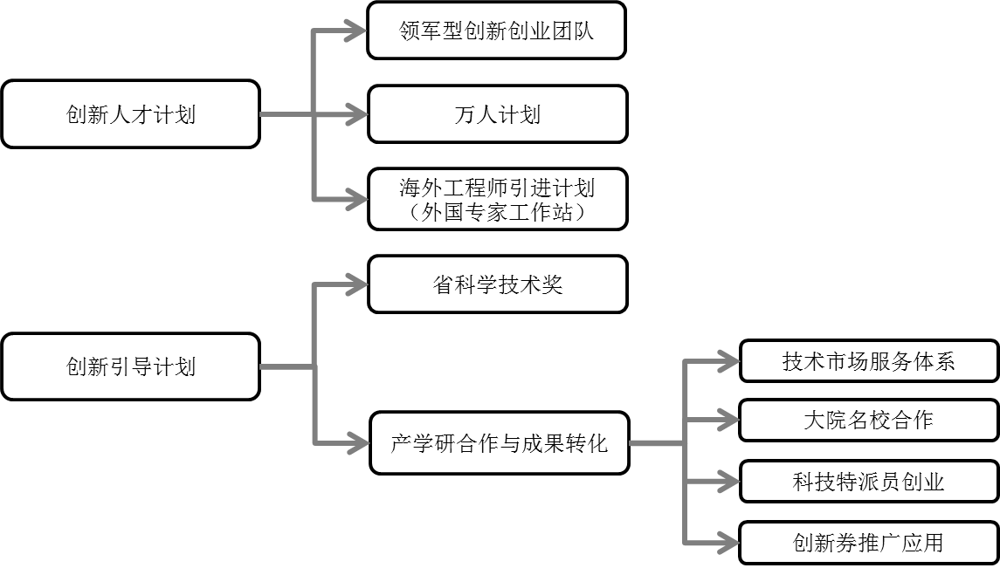 领军型创新创业团队
创新人才计划
万人计划
海外工程师引进计划
（外国专家工作站）
省科学技术奖
创新引导计划
技术市场服务体系
大院名校合作
产学研合作与成果转化
科技特派员创业
创新券推广应用